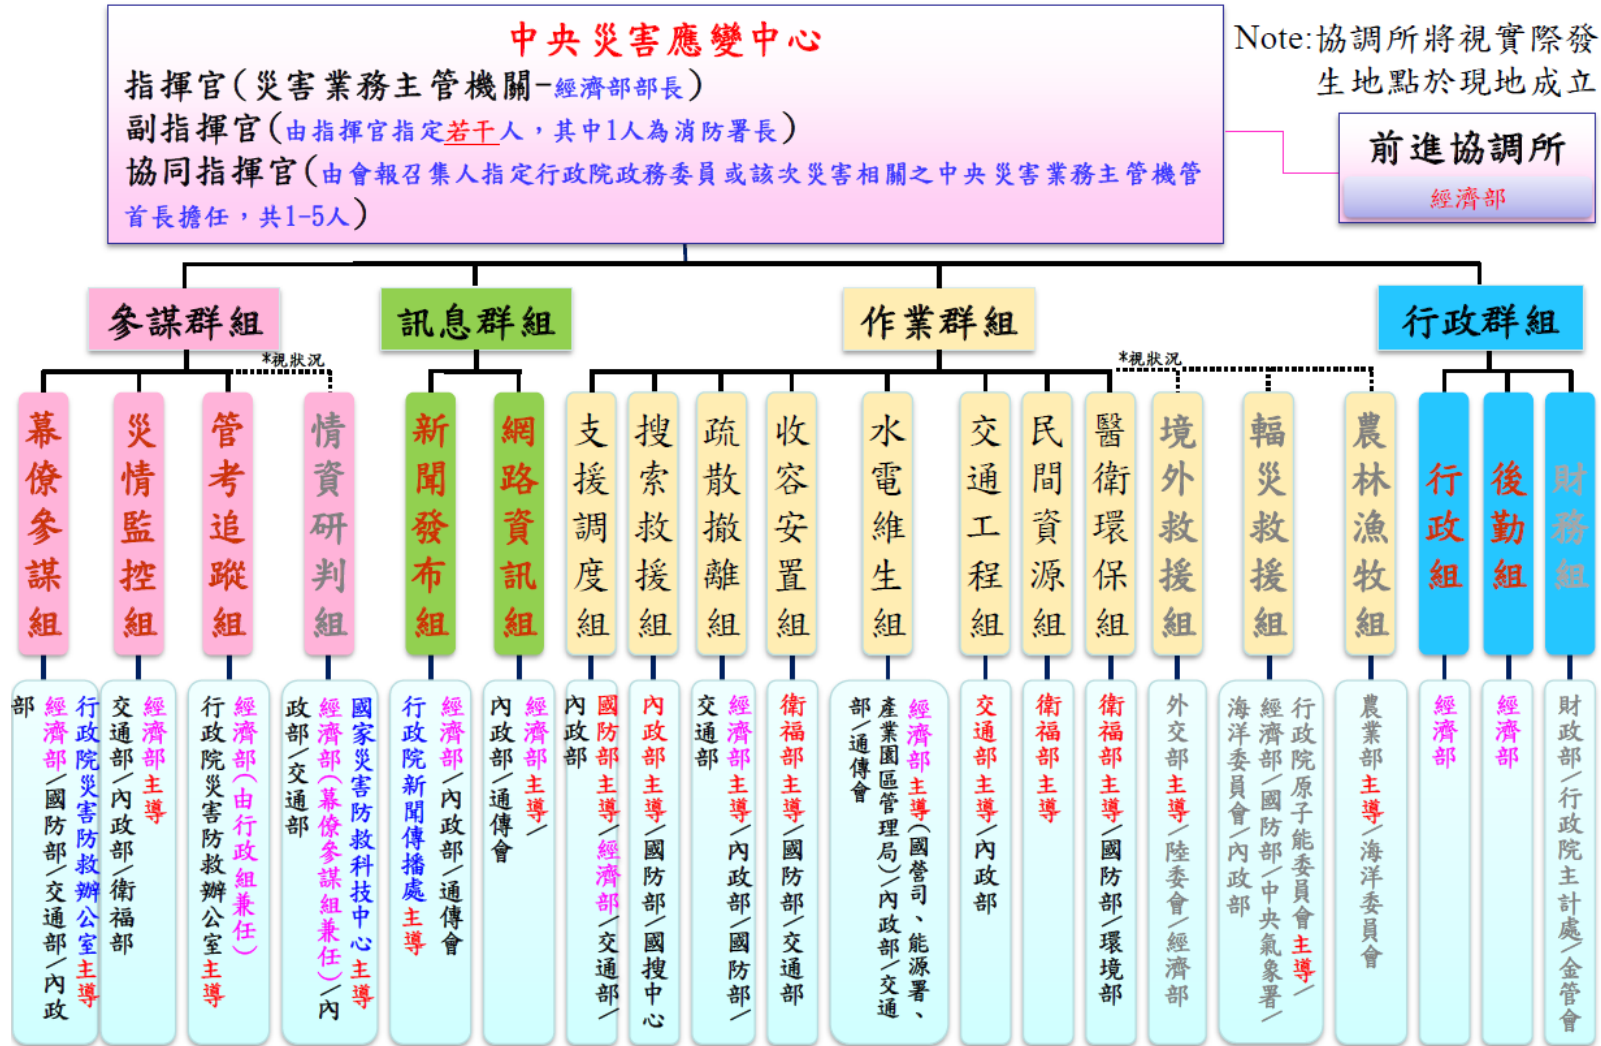 中央災害應變中心
指揮官(災害業務主管機關-經濟部部長)
副指揮官(由指揮官指定若干人，其中1人為消防署長)
協同指揮官(由會報召集人指定行政院政務委員或該次災害相關之中央災害業務主管機管
首長擔任，共1-5人)
Note:協調所將視實際發
生地點於現地成立
前進協調所
經濟部
參謀群組
訊息群組
作業群組
行政群組
*視狀況
*視狀況
幕僚參謀組
災情監控組
管考追蹤組
情資研判組
新聞發布組
網路資訊組
支援調度組
搜索救援組
疏散撤離組
收容安置組
水電維生組
交通工程組
民間資源組
醫衛環保組
境外救援組
輻災救援組
農林漁牧組
行政組
後勤組
財務組
行政院災害防救辦公室主導
經濟部/國防部/交通部/內政
部
經濟部主導
交通部/內政部/衛福部
經濟部(由行政組兼任)
行政院災害防救辦公室主導
國家災害防救科技中心主導
經濟部(幕僚參謀組兼任)/內
政部/交通部
經濟部/內政部/通傳會
行政院新聞傳播處主導
經濟部主導/
內政部/通傳會
國防部主導/經濟部/交通部/
內政部
內政部主導/國防部/國搜中心
經濟部主導/內政部/國防部/
交通部
衛福部主導/國防部/交通部
經濟部主導(國營司、能源署、
產業園區管理局)/內政部/交通
部/通傳會
交通部主導/內政部
衛福部主導
衛福部主導/國防部/環境部
外交部主導/陸委會/經濟部
行政院原子能委員會主導/
經濟部/國防部/中央氣象署/
海洋委員會/內政部
農業部主導/海洋委員會
經濟部
經濟部
財政部/行政院主計處/金管會